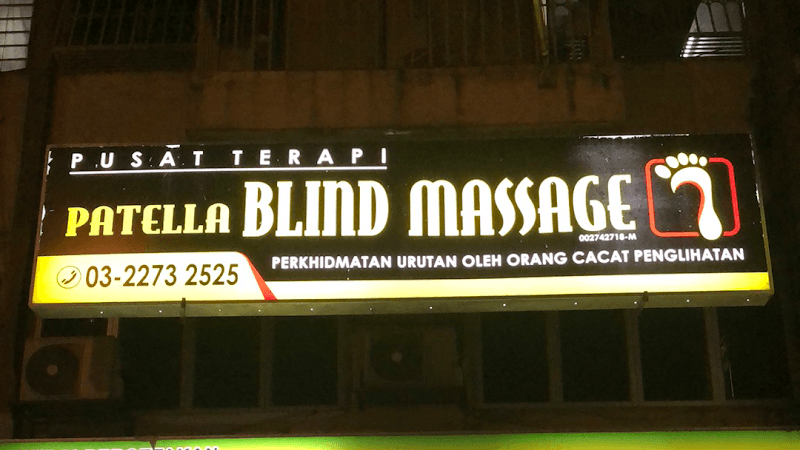 PUSAT TERAPI
PATELLA BLIND MASSAGE
002742718-M
PERKHIDMATAN URUTAN OLEH ORANG CACAT PENGLIHATAN
03-2273 2525